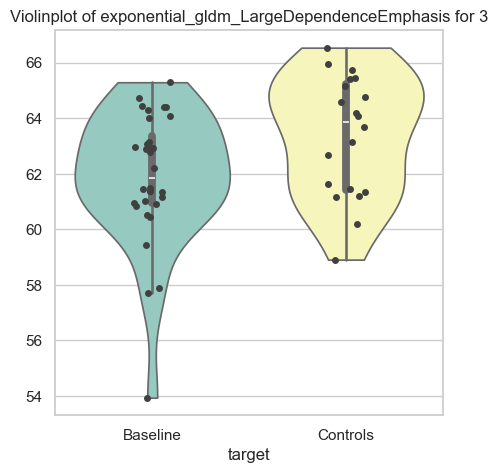 Violinplot of exponential_gldm_LargeDependenceEmphasis for 3
66
64
62
60
58
56
54
Baseline Controls
target